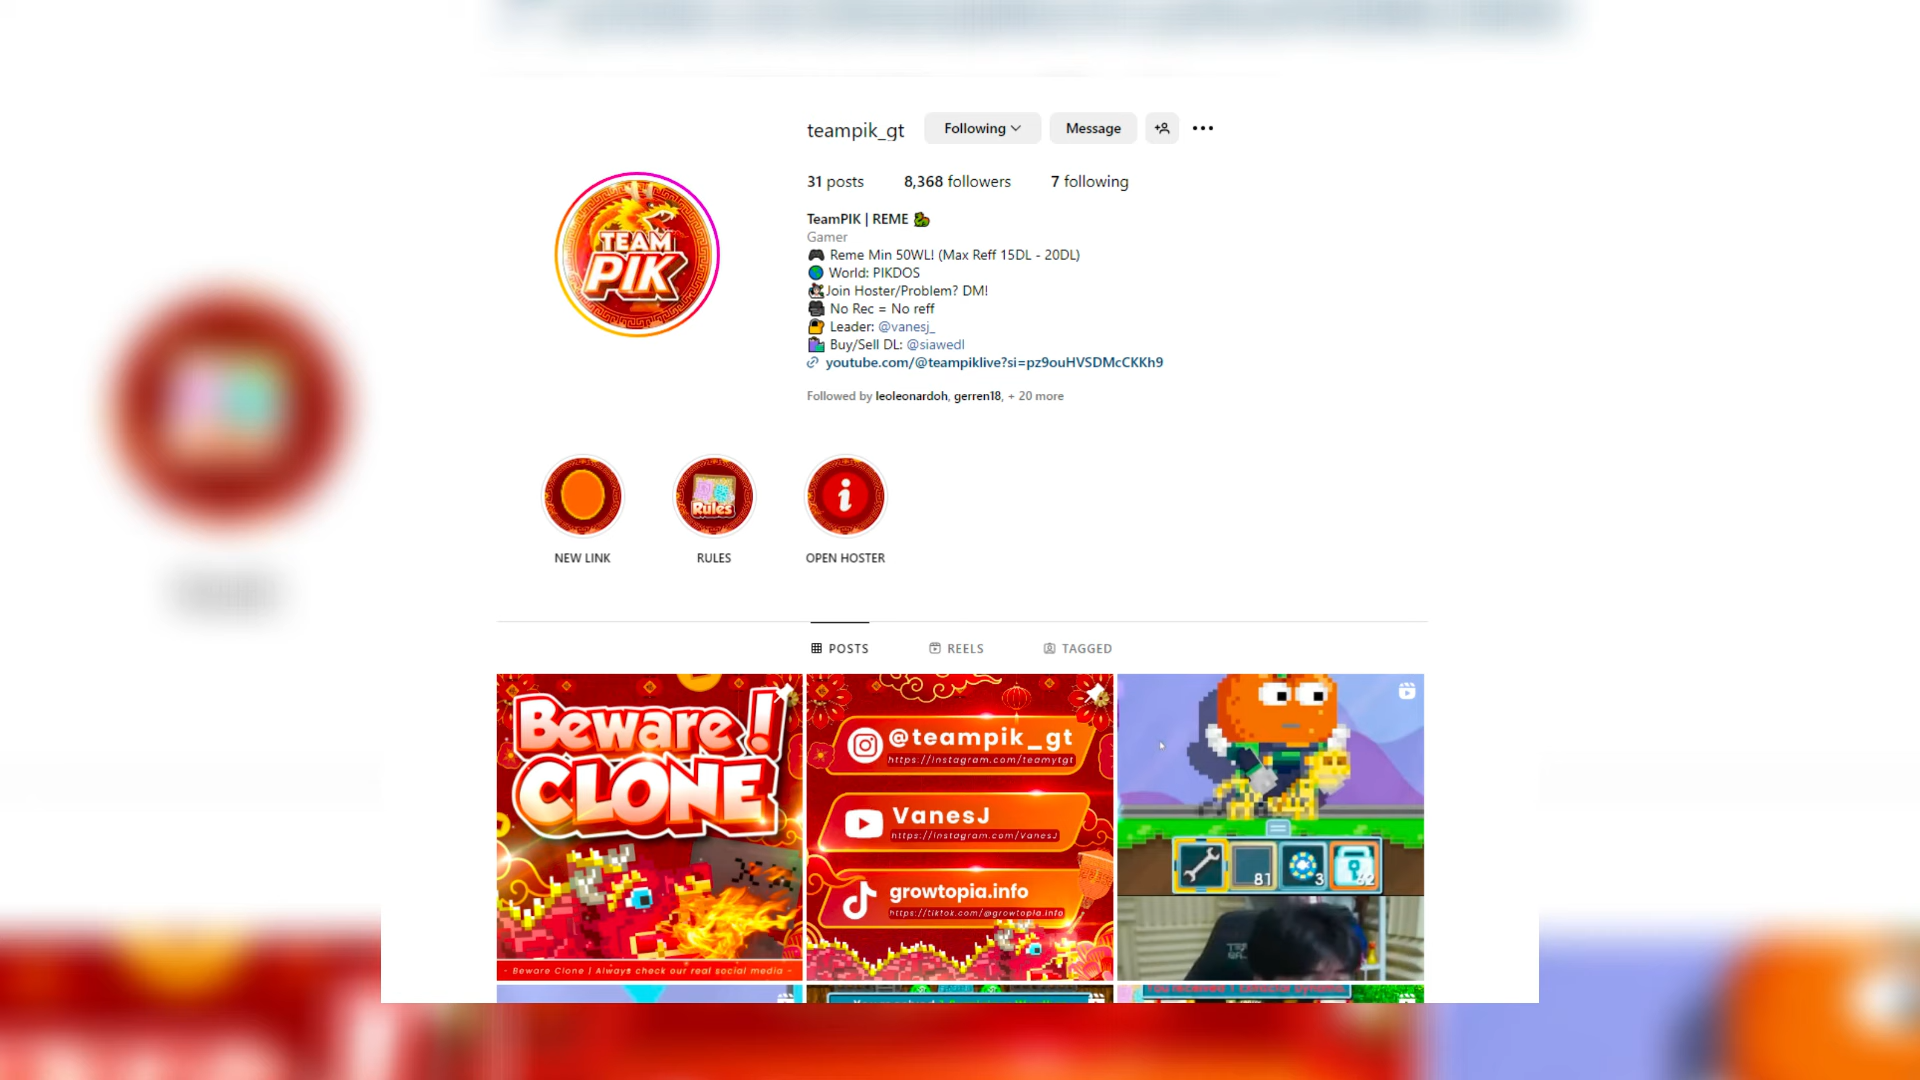 teampik_gt
Following
Message
31 posts
8,368 followers
7 following
TeamPIK | REME
Gamer
Reme Min 50WL! (Max Reff 15DL - 20DL)
World: PIKDOS
Join Hoster/Problem? DM!
No Rec = No reff
Leader: @vanesj_
Buy/Sell DL: @siawedl
youtube.com/@teampiklive?si=pz9ouHVSDMcCKKh9
Followed by leoleonardoh, gerren18, + 20 more
TEAM
PIK
Rules
i
NEW LINK
RULES
OPEN HOSTER
POSTS
REELS
TAGGED
Beware!
CLONE
- Beware Clone | Always check our real social media -
@teampik_gt
https://instagram.com/teamytgt
VanesJ
https://instagram.com/VanesJ
growtopia.info
https://tiktok.com/@growtopia.info
81
3